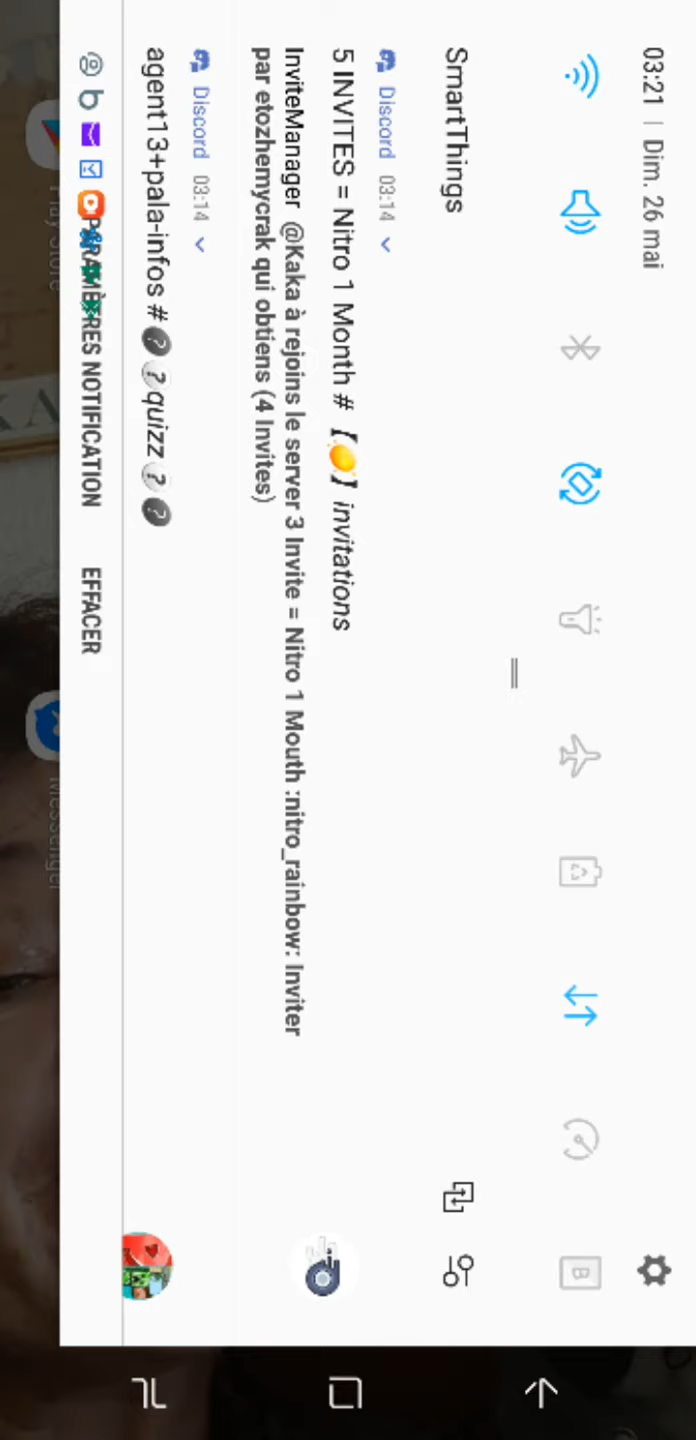 03:21 | Dim. 26 mai
SmartThings
Discord 03:14
5 INVITES = Nitro 1 Month # 【🟡】invitations
InviteManager @Kaka à rejoins le server 3 Invite = Nitro 1 Mouth :nitro_rainbow: Inviter
par etozhemycrak qui obtiens (4 Invites)
Discord 03:14
agent13+pala-infos #❓❔quizz❔❓
PARAMÈTRES NOTIFICATION EFFACER
Play Store
Messenger